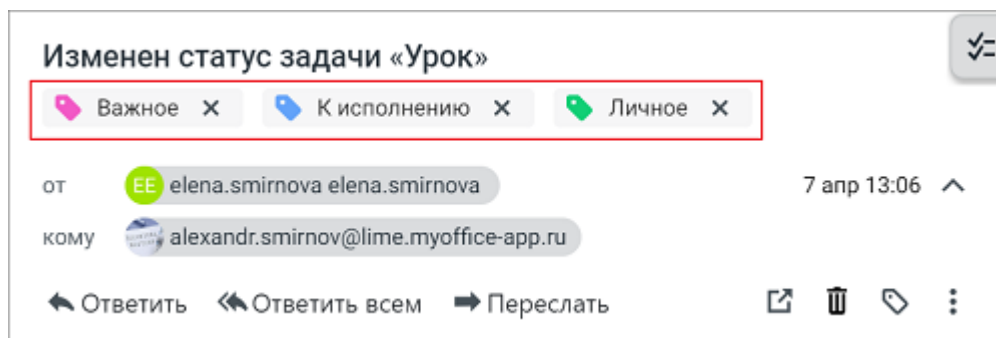 Изменен статус задачи «Урок»
Важное К исполнению Личное
от EE elena.smirnova elena.smirnova 7 апр 13:06
кому alexandr.smirnov@lime.myoffice-app.ru
Ответить Ответить всем Переслать